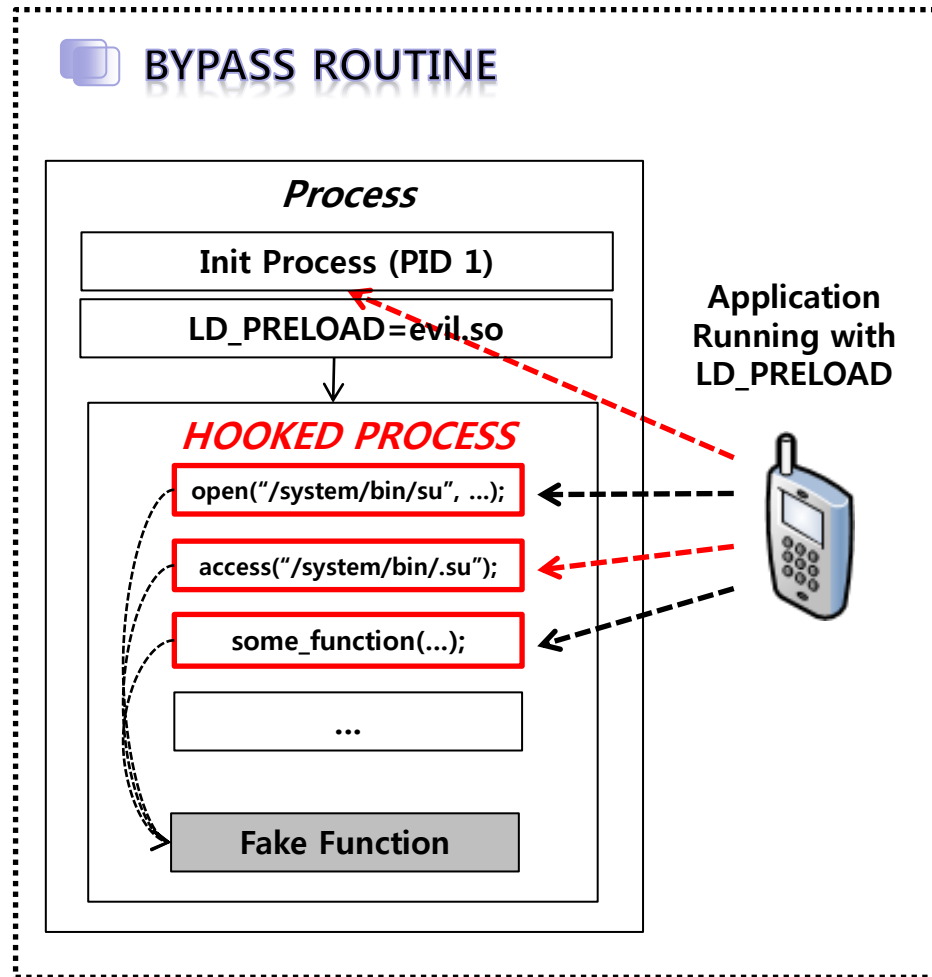 BYPASS ROUTINE
Process
Init Process (PID 1)
LD_PRELOAD=evil.so
Application
Running with
LD_PRELOAD
HOOKED PROCESS
open(“/system/bin/su”, ...);
access(“/system/bin/.su”);
some_function(...);
...
Fake Function